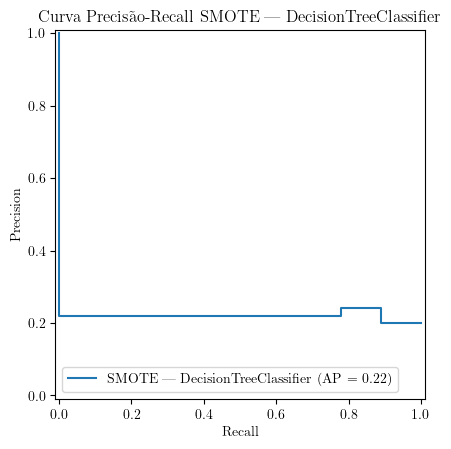 Curva Precisão-Recall SMOTE — DecisionTreeClassifier
1.0
0.8
0.6
0.4
0.2
0.0
Precision
SMOTE — DecisionTreeClassifier (AP = 0.22)
0.0 0.2 0.4 0.6 0.8 1.0
Recall